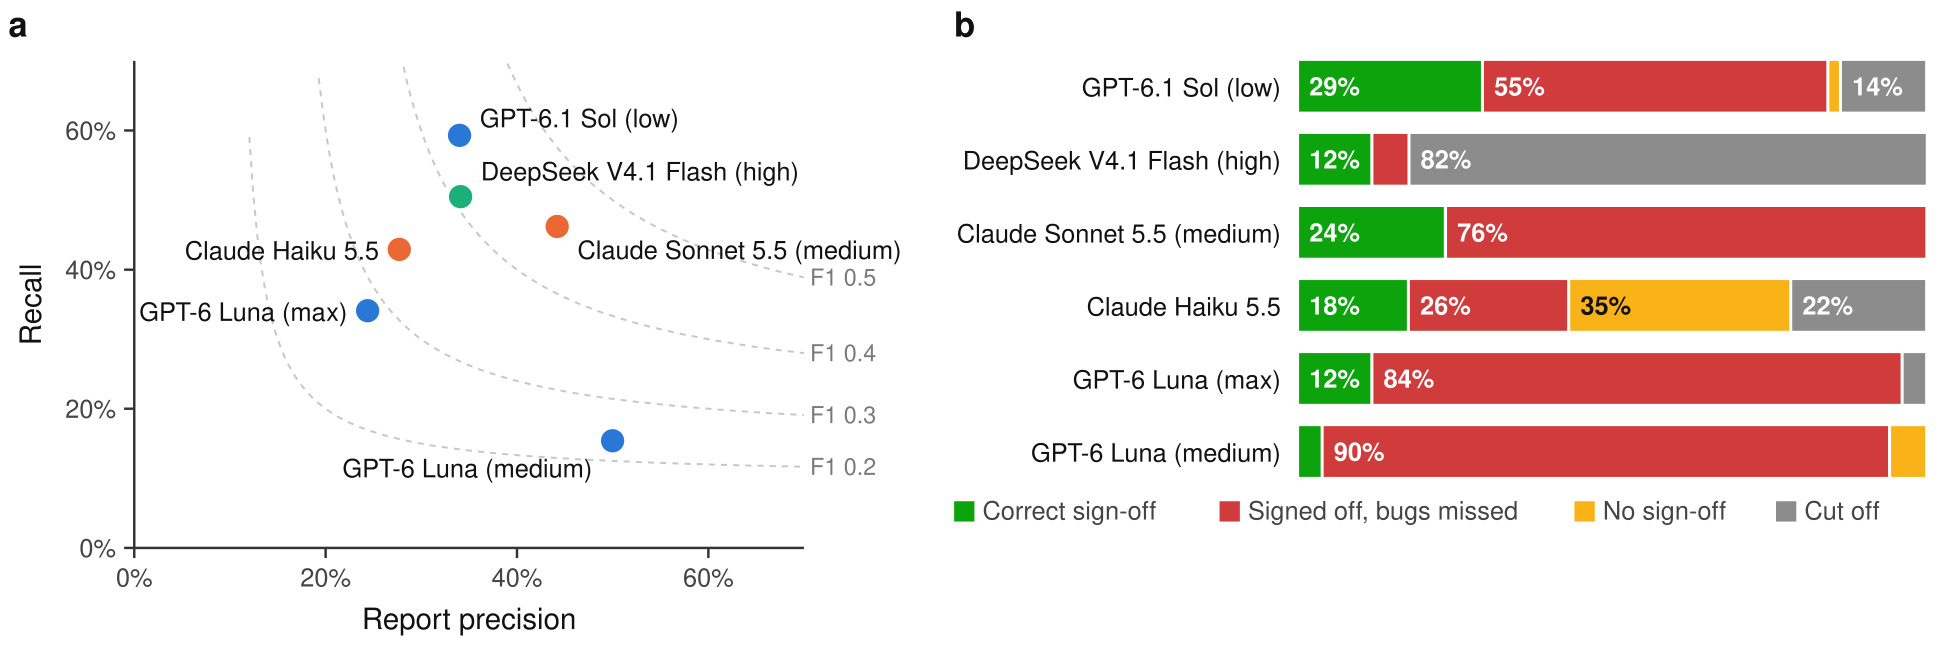 a
60%
40%
20%
0%
Recall
GPT-6.1 Sol (low)
DeepSeek V4.1 Flash (high)
Claude Haiku 5.5
Claude Sonnet 5.5 (medium)
GPT-6 Luna (max)
GPT-6 Luna (medium)
F1 0.5
F1 0.4
F1 0.3
F1 0.2
0% 20% 40% 60%
Report precision
b
GPT-6.1 Sol (low) 29% 55% 14%
DeepSeek V4.1 Flash (high) 12% 82%
Claude Sonnet 5.5 (medium) 24% 76%
Claude Haiku 5.5 18% 26% 35% 22%
GPT-6 Luna (max) 12% 84%
GPT-6 Luna (medium) 90%
Correct sign-off Signed off, bugs missed No sign-off Cut off